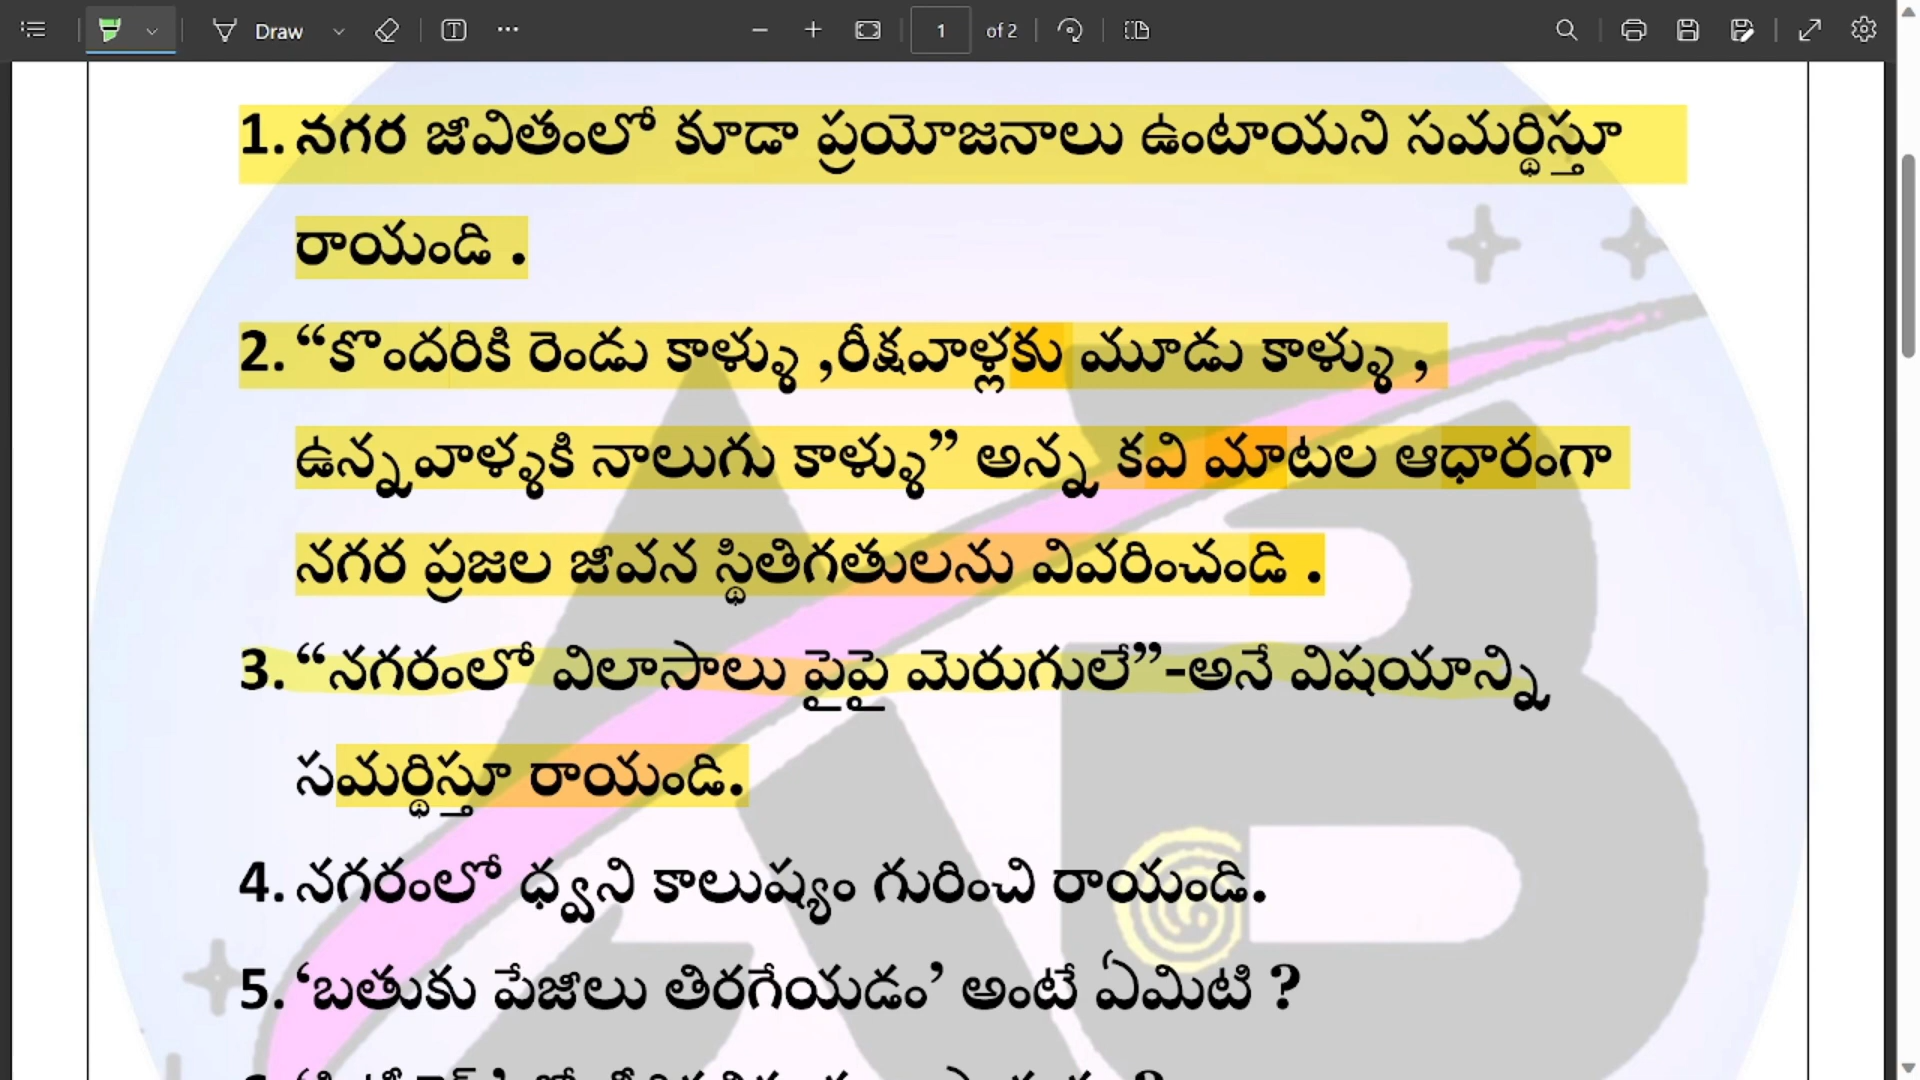 Draw
1
of 2
1. నగర జీవితంలో కూడా ప్రయోజనాలు ఉంటాయని సమర్థిస్తూ
రాయండి .
2. “కొందరికి రెండు కాళ్ళు ,రీక్షవాళ్లకు మూడు కాళ్ళు ,
ఉన్నవాళ్ళకి నాలుగు కాళ్ళు” అన్న కవి మాటల ఆధారంగా
నగర ప్రజల జీవన స్థితిగతులను వివరించండి .
3. “నగరంలో విలాసాలు పైపై మెరుగులే”-అనే విషయాన్ని
సమర్థిస్తూ రాయండి.
4. నగరంలో ధ్వని కాలుష్యం గురించి రాయండి.
5. ‘బతుకు పేజీలు తిరగేయడం’ అంటే ఏమిటి ?